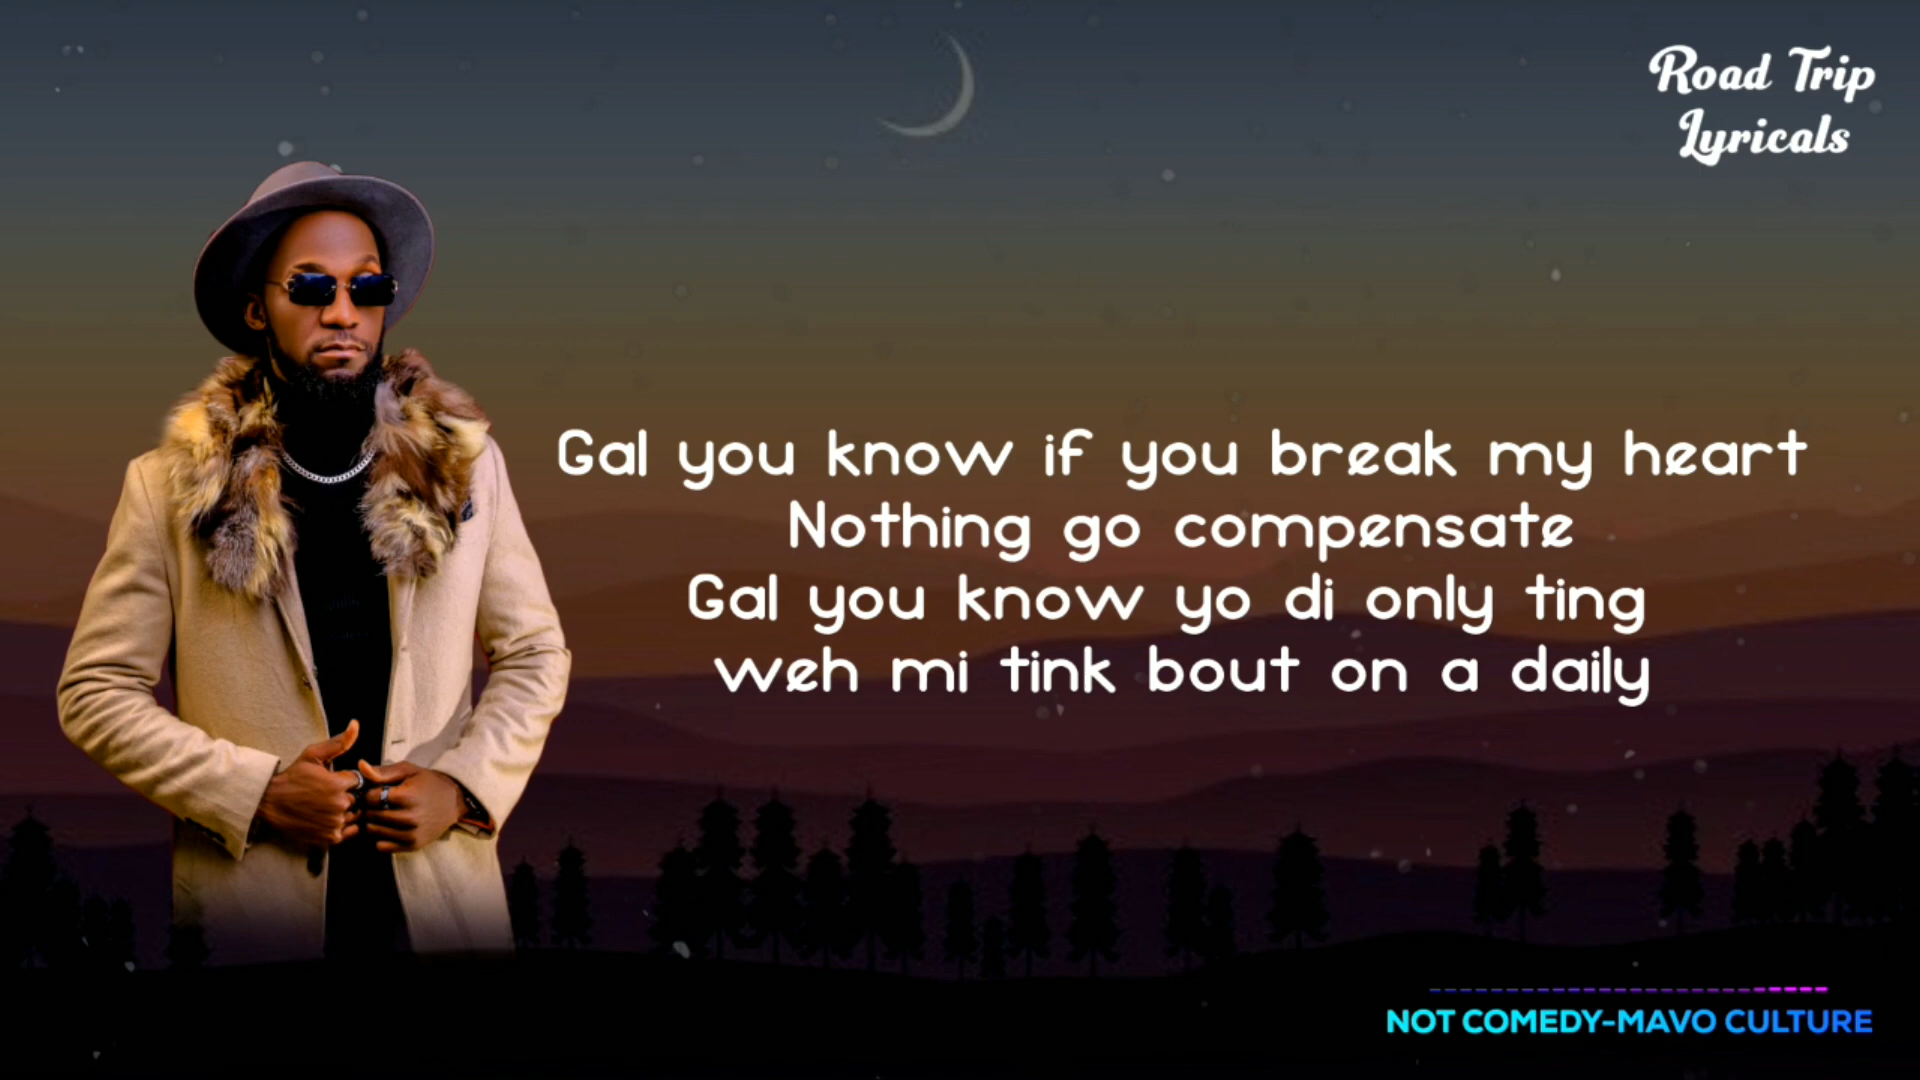 Road Trip
Lyricals
Gal you know if you break my heart
Nothing go compensate
Gal you know yo di only ting
weh mi tink bout on a daily
NOT COMEDY-MAVO CULTURE